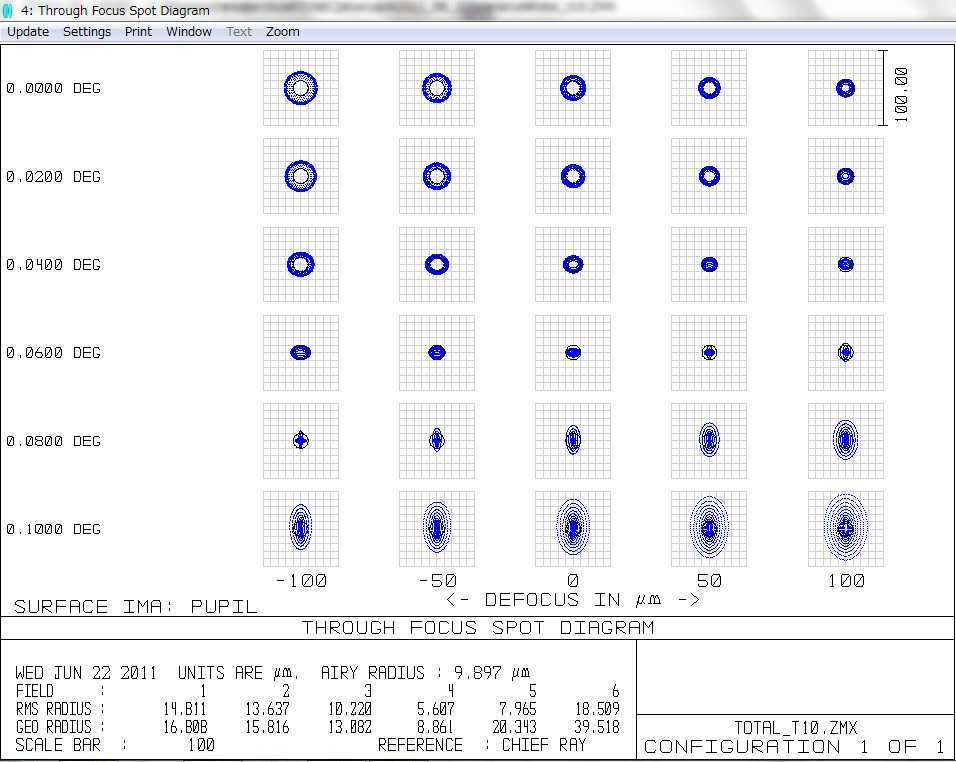 4: Through Focus Spot Diagram
Update Settings Print Window Text Zoom
0.0000 DEG
100.00
0.0200 DEG
0.0400 DEG
0.0600 DEG
0.0800 DEG
0.1000 DEG
-100 -50 0 50 100
<- DEFOCUS IN µm ->
SURFACE IMA: PUPIL
THROUGH FOCUS SPOT DIAGRAM
WED JUN 22 2011 UNITS ARE µm. AIRY RADIUS : 9.897 µm
FIELD : 1 2 3 4 5 6
RMS RADIUS : 14.811 13.637 10.220 5.607 7.965 18.509
GEO RADIUS : 16.808 15.816 13.082 8.861 20.343 39.518
SCALE BAR : 100 REFERENCE : CHIEF RAY
TOTAL_T10.ZMX
CONFIGURATION 1 OF 1